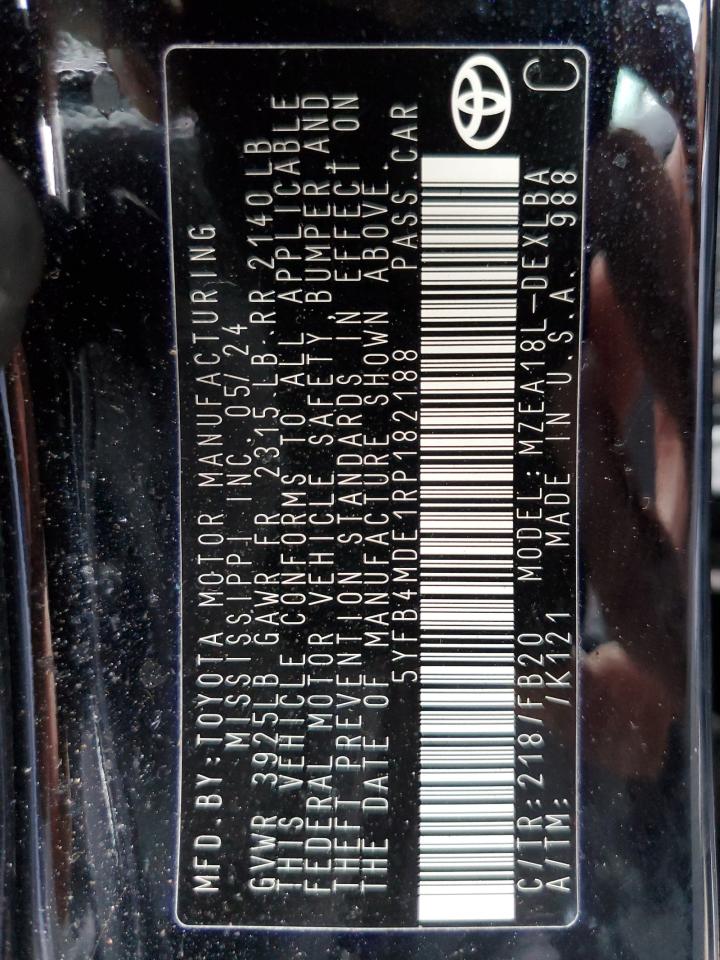 MFD.BY:TOYOTA MOTOR MANUFACTURING
MISSISSIPPI INC. 05/24
GVWR 3925LB GAWR FR 2315LB RR 2140LB
THIS VEHICLE CONFORMS TO ALL APPLICABLE
FEDERAL MOTOR VEHICLE SAFETY, BUMPER AND
THEFT PREVENTION STANDARDS IN EFFECT ON
THE DATE OF MANUFACTURE SHOWN ABOVE.
5YFB4MDE1RP182188 PASS.CAR
C/TR:218/FB20 MODEL:MZEA18L-DEXLBA
A/TM: /K121 MADE IN U.S.A. 988
C